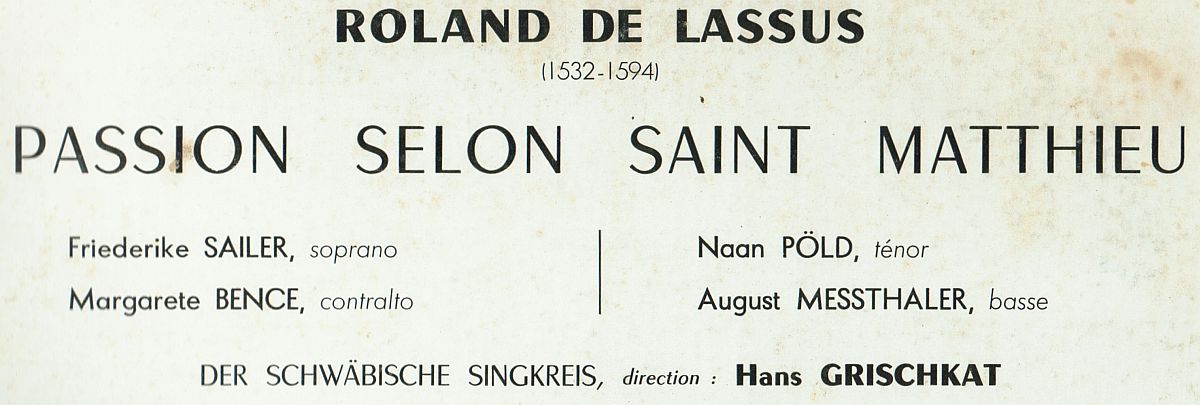 ROLAND DE LASSUS
(1532-1594)
PASSION SELON SAINT MATTHIEU
Friederike SAILER, soprano
Margarete BENCE, contralto
Naan PÖLD, ténor
August MESSTHALER, basse
DER SCHWÄBISCHE SINGKREIS, direction : Hans GRISCHKAT